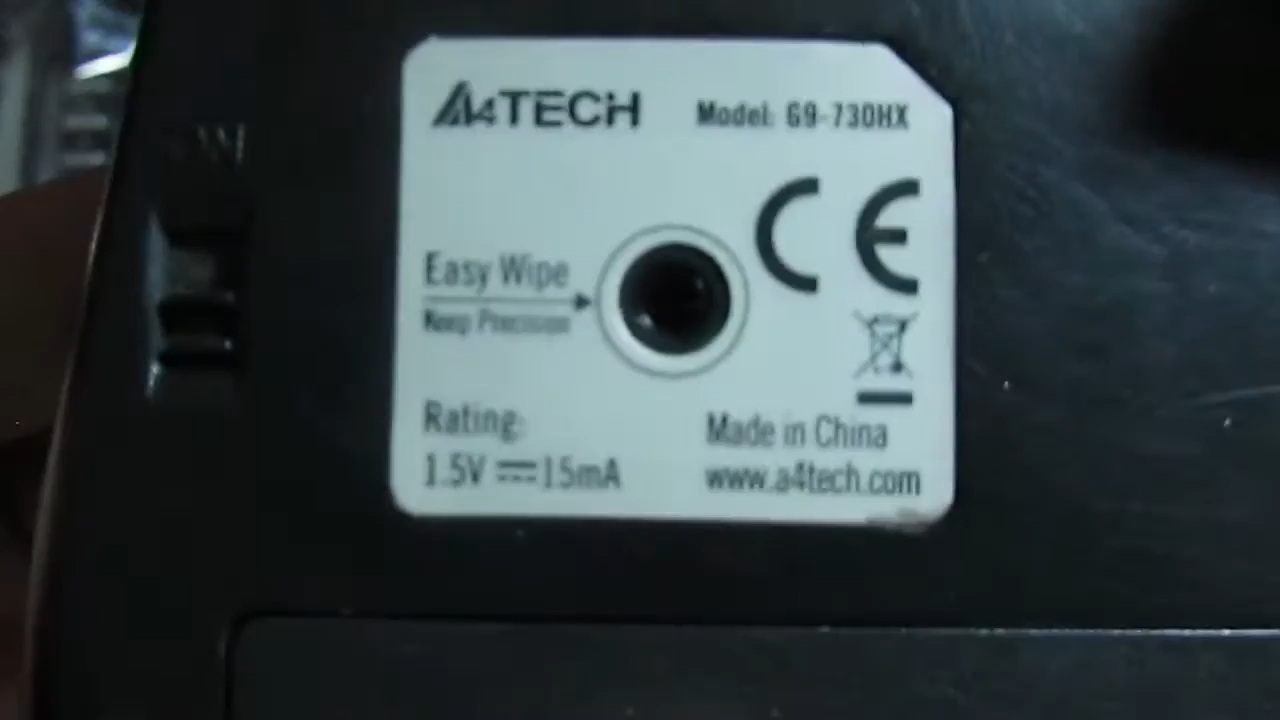 A4TECH
Model: G9-730HX
CE
Easy Wipe
Keep Precision
Rating:
1.5V 15mA
Made in China
www.a4tech.com